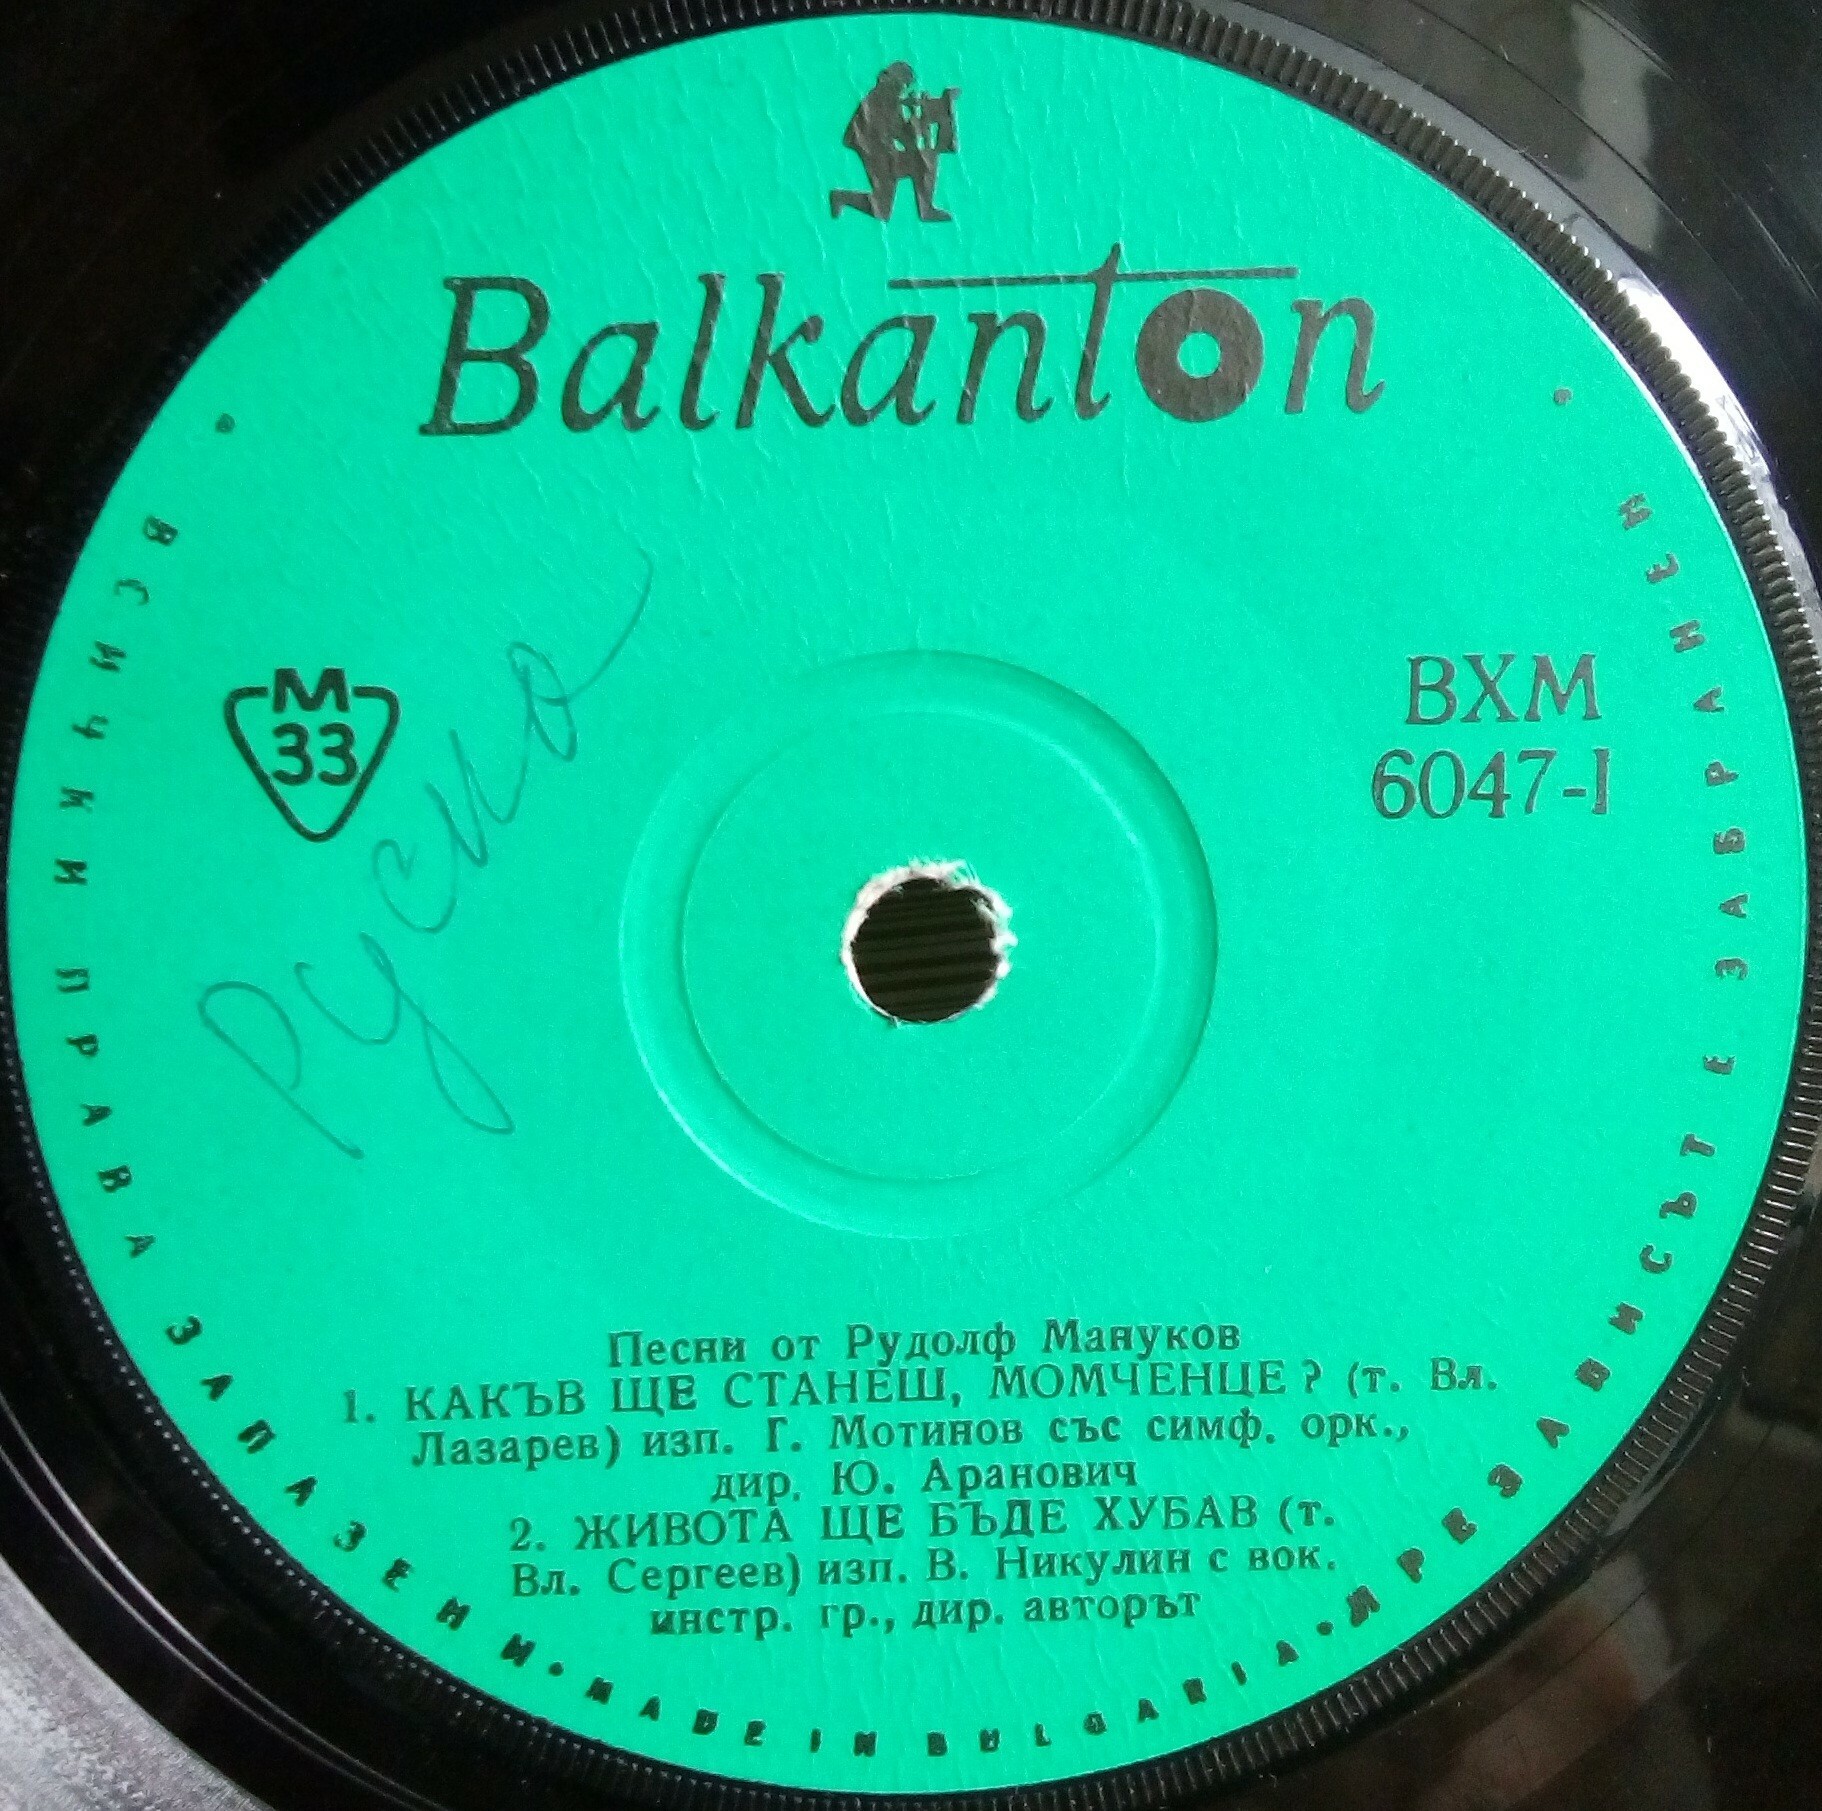 Balkanton
М
33
ВХМ
6047-I
Руско
Песни от Рудолф Мануков
1. КАКЪВ ЩЕ СТАНЕШ, МОМЧЕНЦЕ? (т. Вл.
Лазарев) изп. Г. Мотинов със симф. орк.,
дир. Ю. Аранович
2. ЖИВОТА ЩЕ БЪДЕ ХУБАВ (т.
Вл. Сергеев) изп. В. Никулин с вок.
инстр. гр., дир. авторът
• ВСИЧКИ ПРАВА ЗАПАЗЕНИ • MADE IN BULGARIA • ПРЕЗАПИСЪТ Е ЗАБРАНЕН •